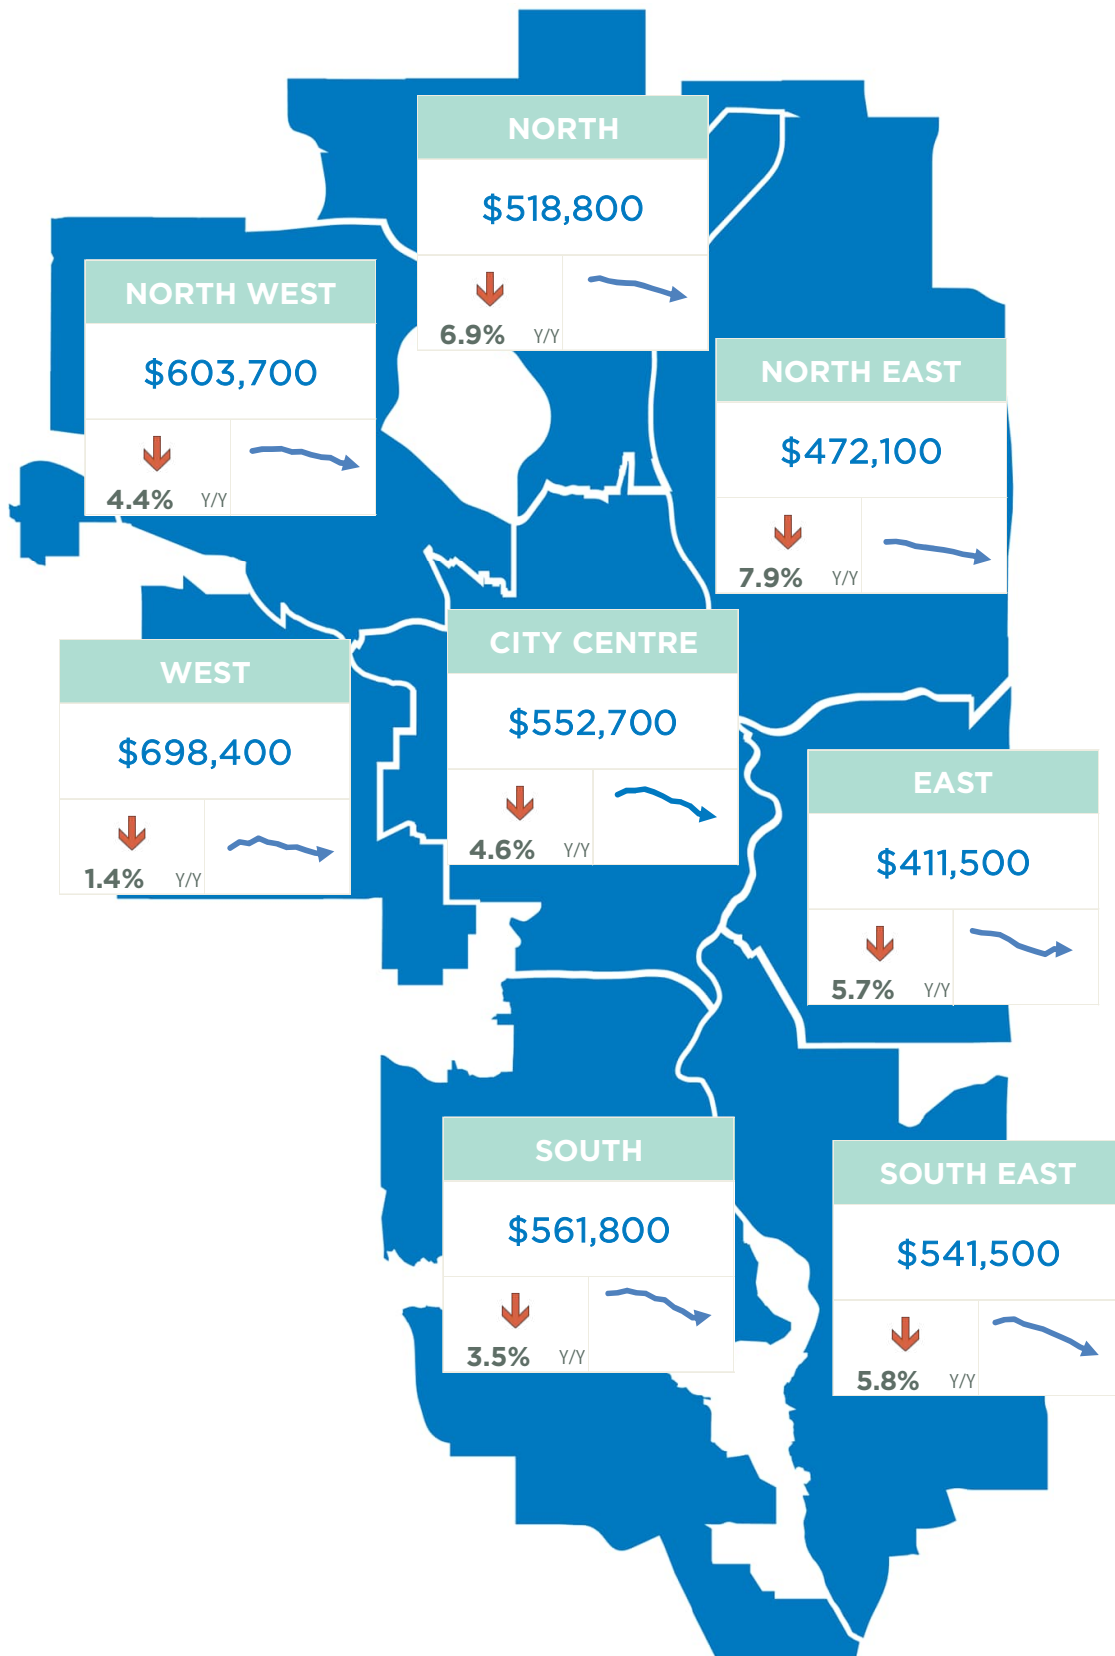 NORTH
$518,800
6.9% Y/Y
NORTH WEST
$603,700
4.4% Y/Y
NORTH EAST
$472,100
7.9% Y/Y
CITY CENTRE
$552,700
4.6% Y/Y
WEST
$698,400
1.4% Y/Y
EAST
$411,500
5.7% Y/Y
SOUTH
$561,800
3.5% Y/Y
SOUTH EAST
$541,500
5.8% Y/Y